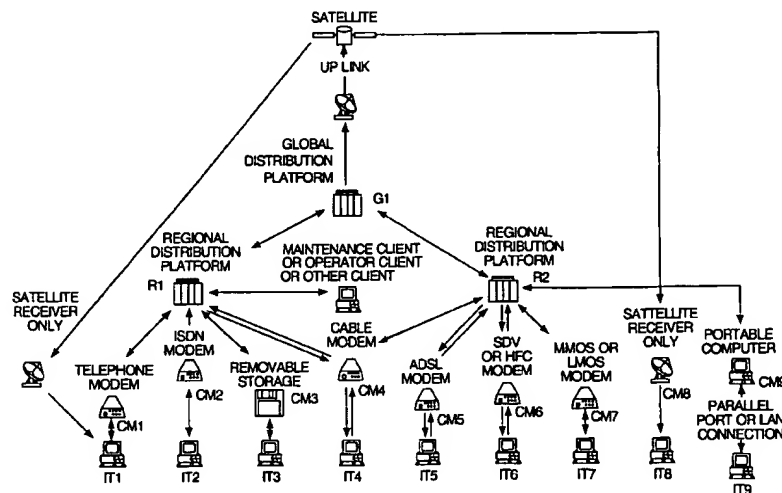 SATELLITE
UP LINK
GLOBAL
DISTRIBUTION
PLATFORM
G1
REGIONAL
DISTRIBUTION
PLATFORM
R1
MAINTENANCE CLIENT
OR OPERATOR CLIENT
OR OTHER CLIENT
REGIONAL
DISTRIBUTION
PLATFORM
R2
SATELLITE
RECEIVER
ONLY
TELEPHONE
MODEM
CM1
ISDN
MODEM
CM2
REMOVABLE
STORAGE
CM3
CABLE
MODEM
CM4
ADSL
MODEM
CM5
SDV
OR HFC
MODEM
CM6
MMOS OR
LMOS
MODEM
CM7
SATTELLITE
RECEIVER
ONLY
CM8
PORTABLE
COMPUTER
CM9
PARALLEL
PORT OR LAN
CONNECTION
IT1
IT2
IT3
IT4
IT5
IT6
IT7
IT8
IT9